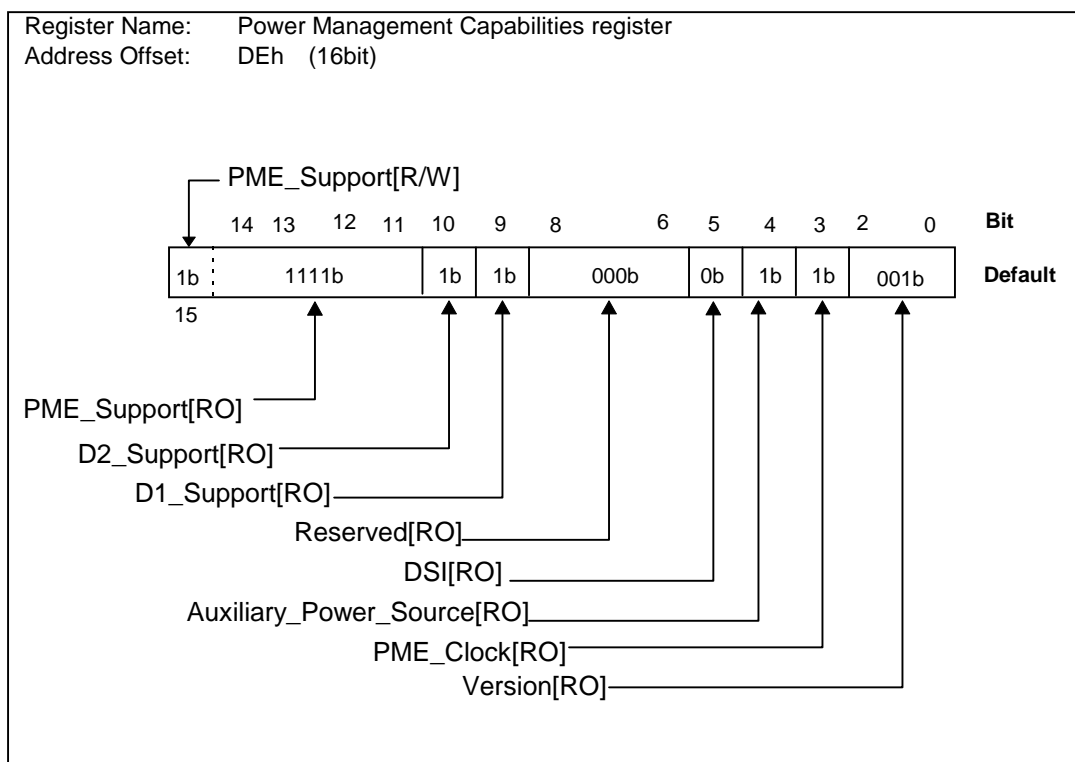 Register Name: Power Management Capabilities register
Address Offset: DEh (16bit)
PME_Support[R/W]
14 13 12 11 10 9 8 6 5 4 3 2 0 Bit
1b 1111b 1b 1b 000b 0b 1b 1b 001b Default
15
PME_Support[RO]
D2_Support[RO]
D1_Support[RO]
Reserved[RO]
DSI[RO]
Auxiliary_Power_Source[RO]
PME_Clock[RO]
Version[RO]